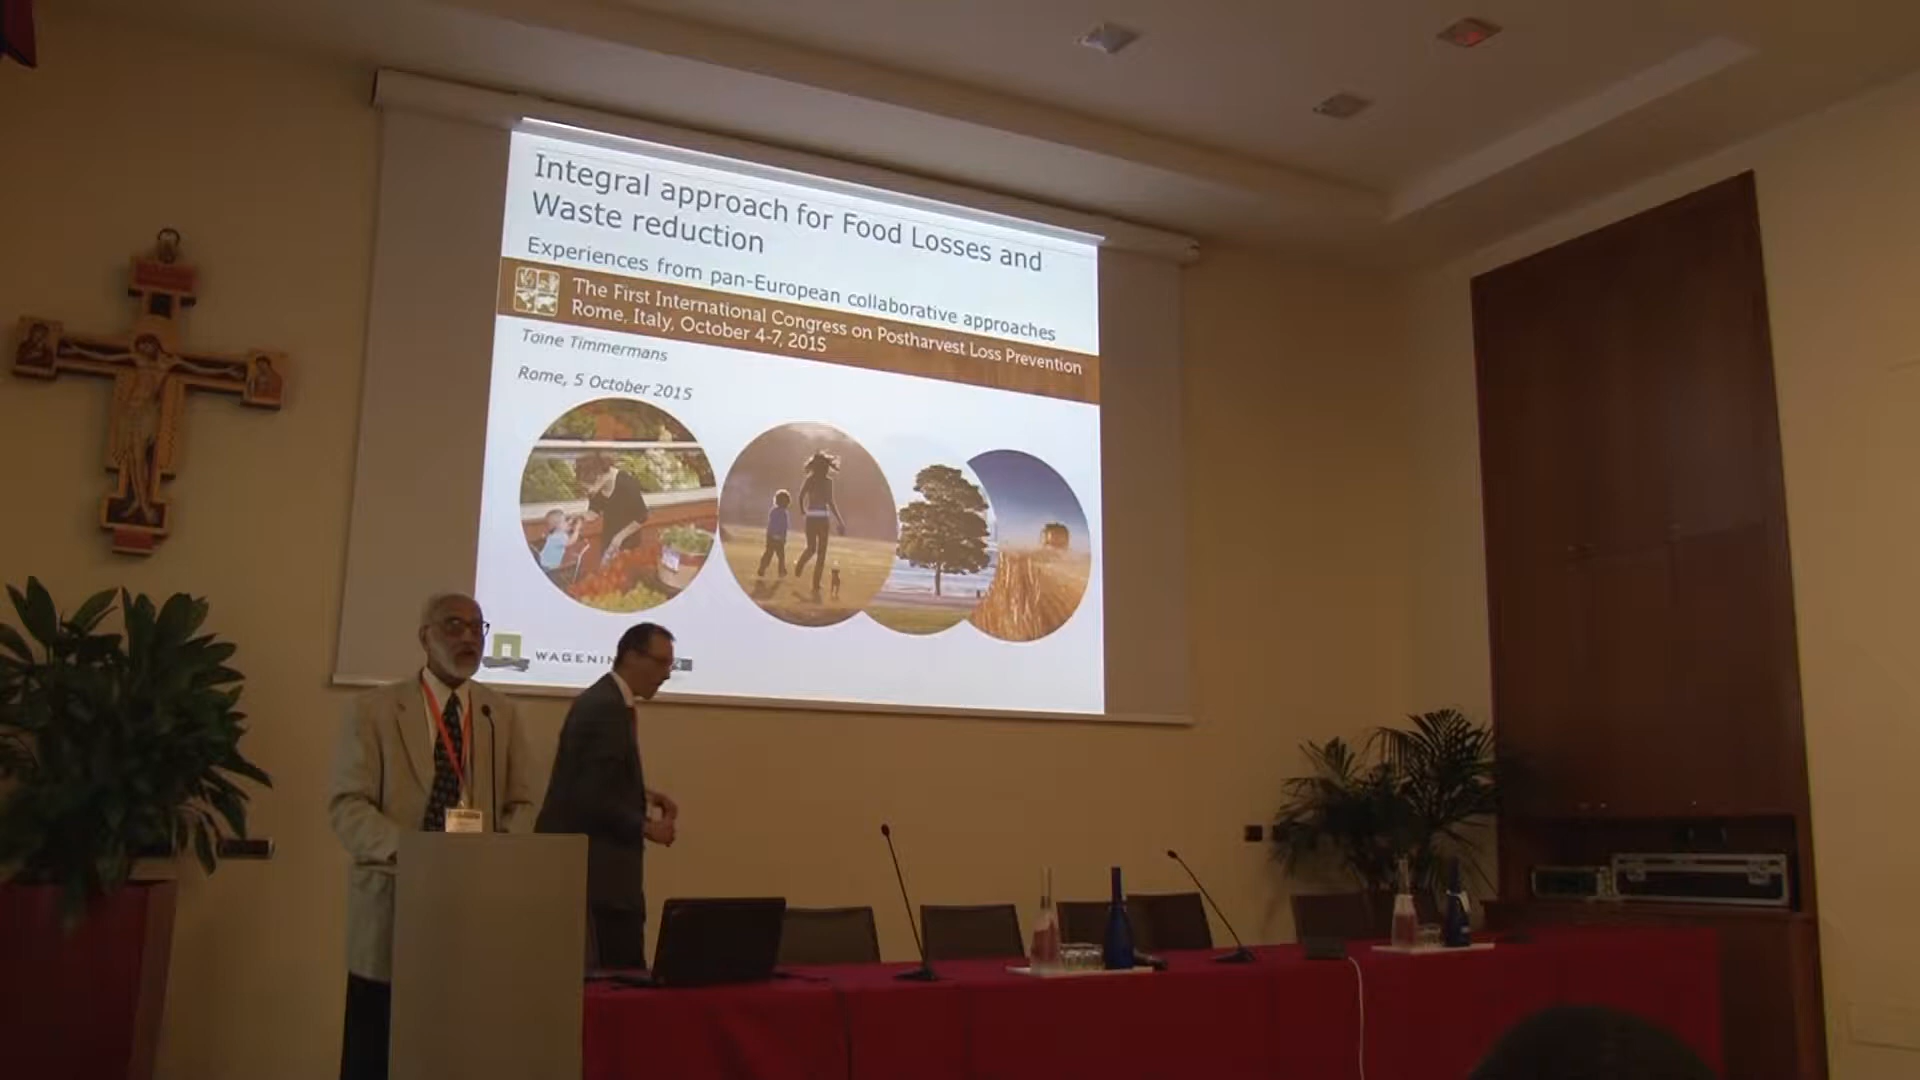 Integral approach for Food Losses and
Waste reduction
Experiences from pan-European collaborative approaches
The First International Congress on Postharvest Loss Prevention
Rome, Italy, October 4-7, 2015
Toine Timmermans
Rome, 5 October 2015